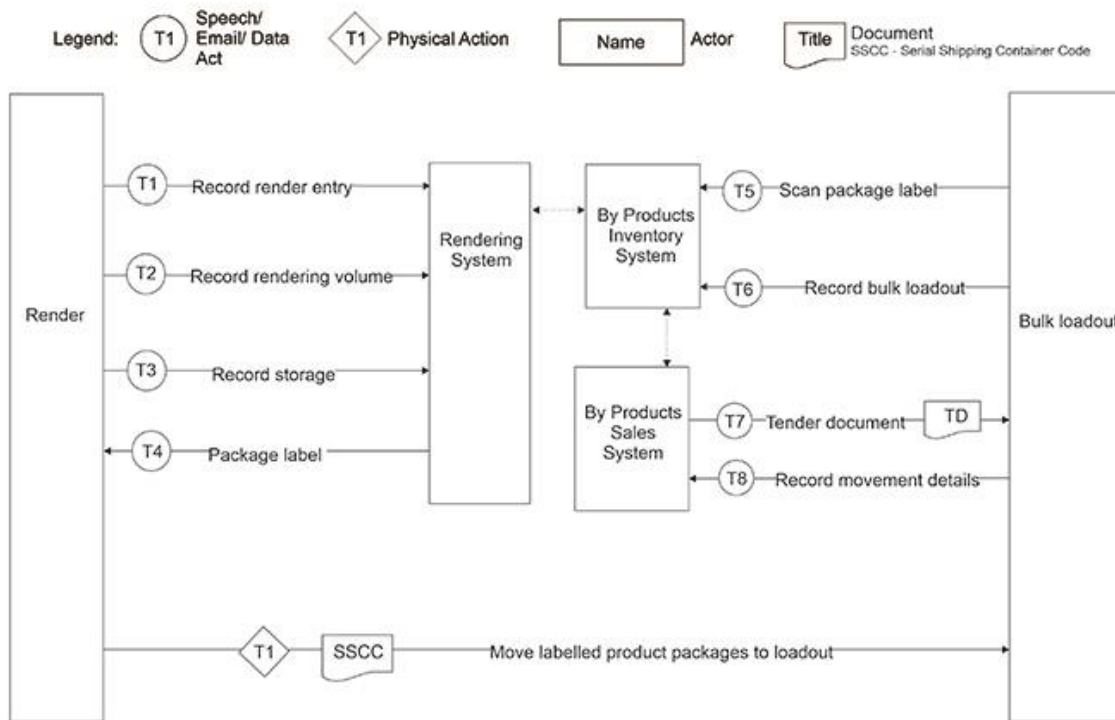 Legend:
T1
Speech/
Email/ Data
Act
T1
Physical Action
Name
Actor
Title
Document
SSCC - Serial Shipping Container Code
Render
T1
Record render entry
T2
Record rendering volume
T3
Record storage
T4
Package label
Rendering
System
By Products
Inventory
System
By Products
Sales
System
T5
Scan package label
T6
Record bulk loadout
T7
Tender document
TD
T8
Record movement details
Bulk loadout
T1
SSCC
Move labelled product packages to loadout